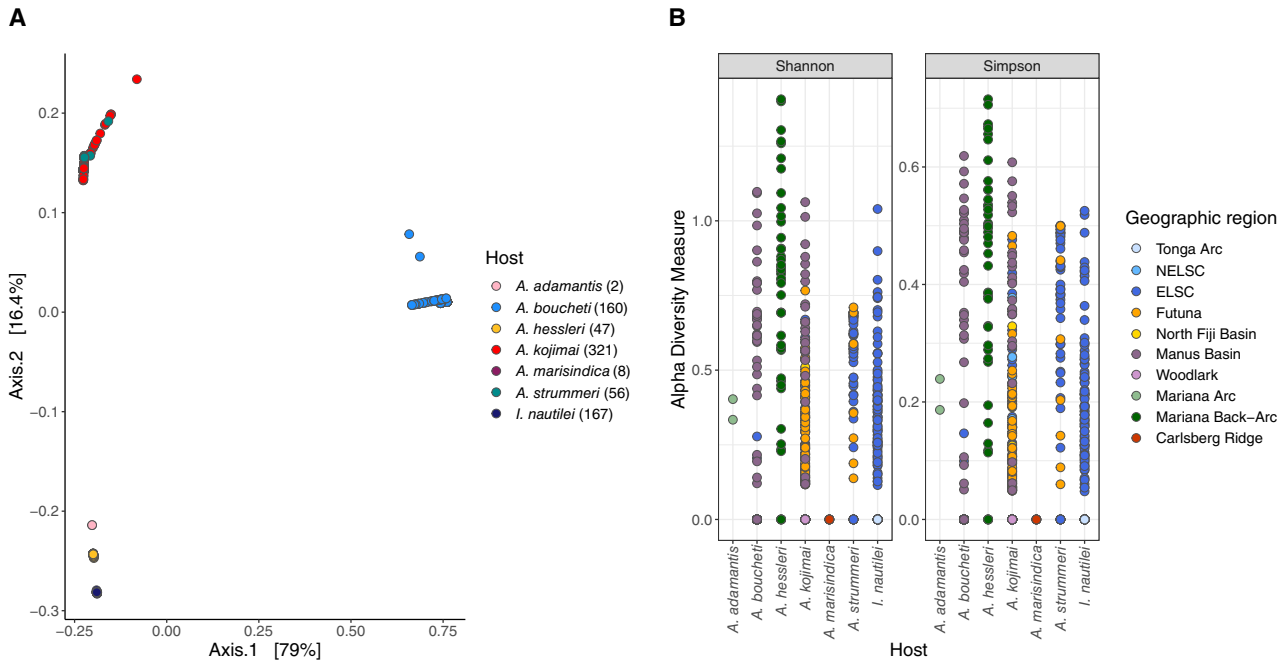 A
0.2
0.1
0.0
−0.1
−0.2
−0.3
Axis.2 [16.4%]
−0.25
0.00
0.25
0.50
0.75
Axis.1 [79%]
Host
A. adamantis (2)
A. boucheti (160)
A. hessleri (47)
A. kojimai (321)
A. marisindica (8)
A. strummeri (56)
I. nautilei (167)
B
Shannon
Simpson
Alpha Diversity Measure
1.0
0.5
0.0
0.6
0.4
0.2
0.0
A. adamantis
A. boucheti
A. hessleri
A. kojimai
A. marisindica
A. strummeri
I. nautilei
A. adamantis
A. boucheti
A. hessleri
A. kojimai
A. marisindica
A. strummeri
I. nautilei
Host
Geographic region
Tonga Arc
NELSC
ELSC
Futuna
North Fiji Basin
Manus Basin
Woodlark
Mariana Arc
Mariana Back−Arc
Carlsberg Ridge